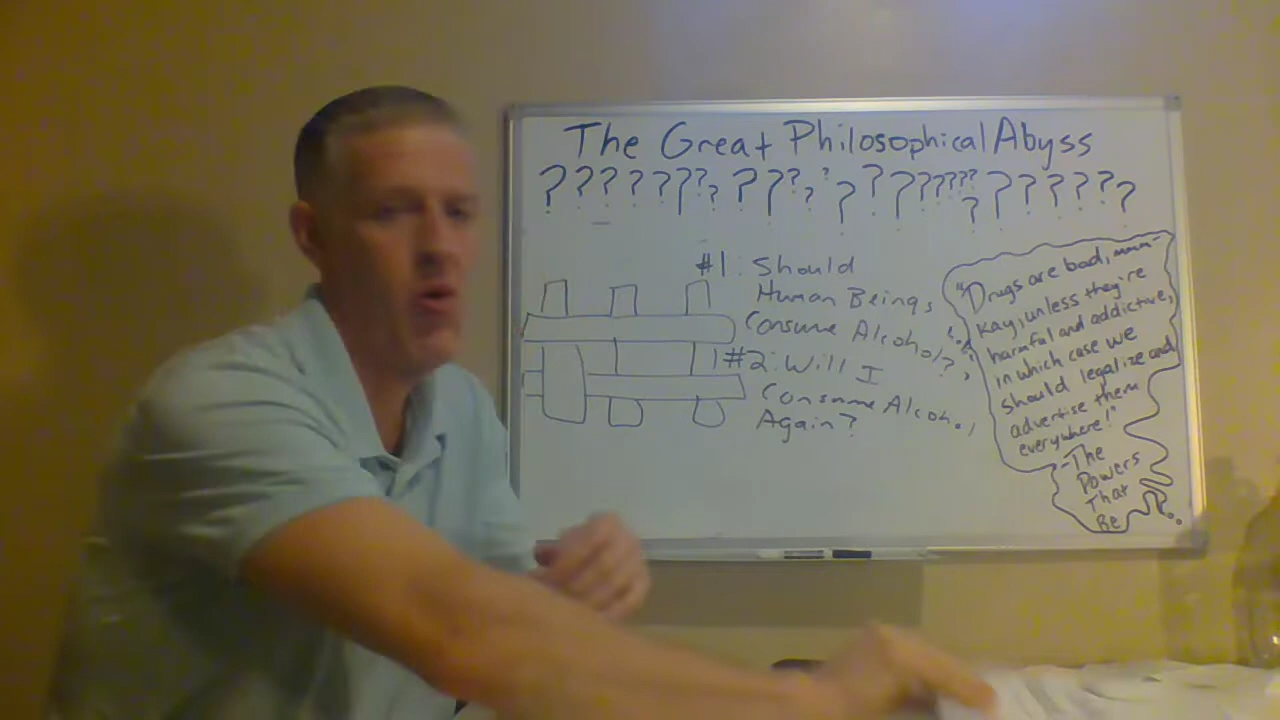 The Great Philosophical Abyss
? ? ? ? ? ? ? ? ? ? ? ? ? ? ? ? ? ? ? ? ? ? ? ? ? ? ? ? ?
#1: Should
Human Beings
Consume Alcohol?
#2: Will I
Consume Alcohol
Again?
"Drugs are bad, mmm-
kay, unless they're
harmful and addictive,
in which case we
should legalize and
advertise them
everywhere!"
-The
Powers
That
Be